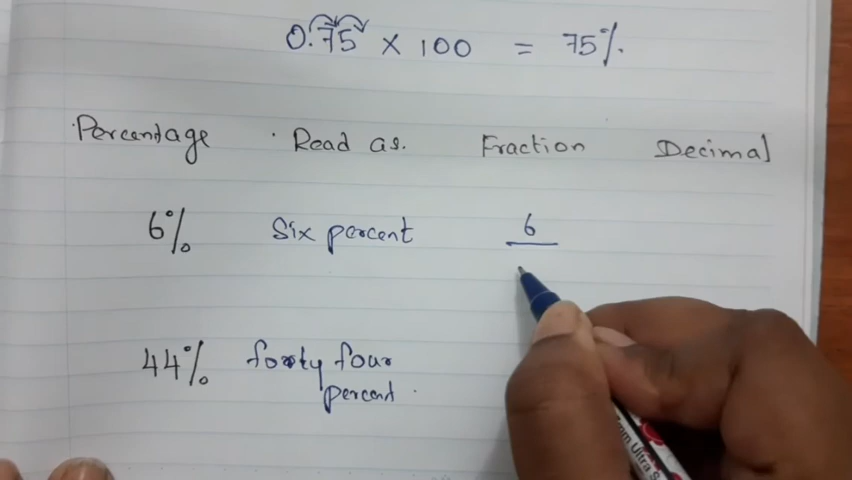 0.75 × 100 = 75%.
Percentage Read as. Fraction Decimal
6% Six percent 6
44% forty four
percent.